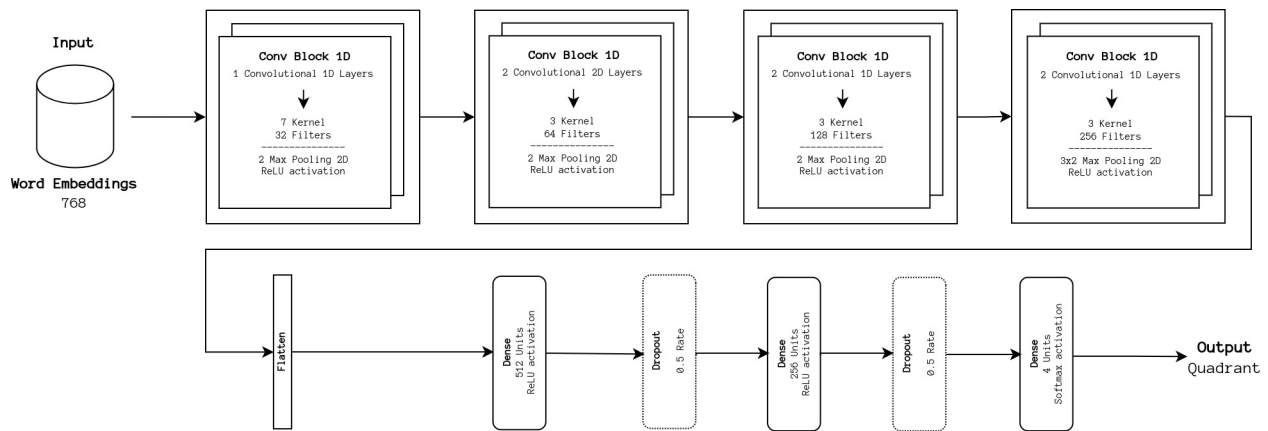 Input
Word Embeddings
768
Conv Block 1D
1 Convolutional 1D Layers
7 Kernel
32 Filters
---------------
2 Max Pooling 2D
ReLU activation
Conv Block 1D
2 Convolutional 2D Layers
3 Kernel
64 Filters
---------------
2 Max Pooling 2D
ReLU activation
Conv Block 1D
2 Convolutional 1D Layers
3 Kernel
128 Filters
---------------
2 Max Pooling 2D
ReLU activation
Conv Block 1D
2 Convolutional 1D Layers
3 Kernel
256 Filters
---------------
3x2 Max Pooling 2D
ReLU activation
Flatten
Dense
512 Units
ReLU activation
Dropout
0.5 Rate
Dense
256 Units
ReLU activation
Dropout
0.5 Rate
Dense
4 Units
Softmax activation
Output
Quadrant